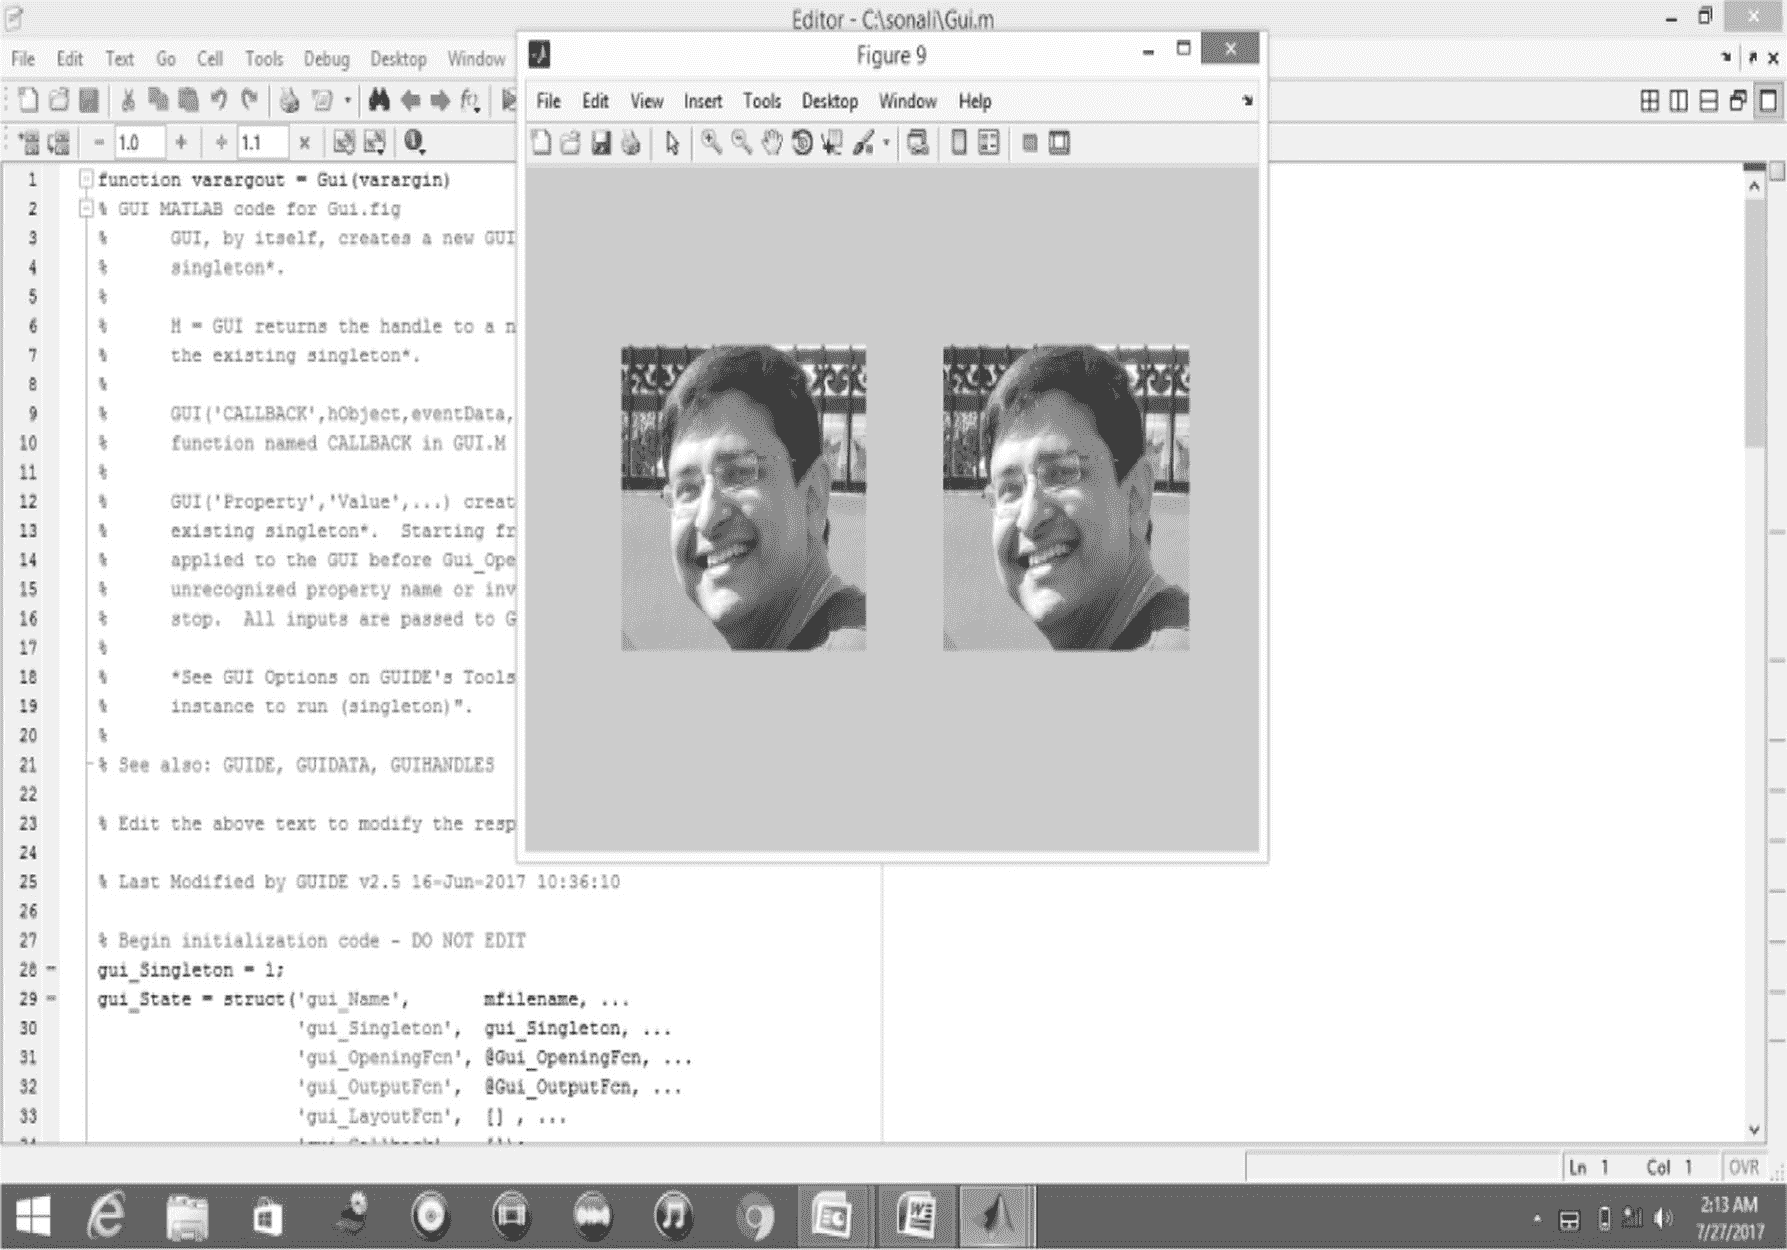 Editor - C:\sonali\Gui.m
File Edit Text Go Cell Tools Debug Desktop Window
1.0
1.1
Figure 9
File Edit View Insert Tools Desktop Window Help
1 function varargout = Gui(varargin)
2 % GUI MATLAB code for Gui.fig
3 % GUI, by itself, creates a new GUI
4 % singleton*.
5 %
6 % H = GUI returns the handle to a n
7 % the existing singleton*.
8 %
9 % GUI('CALLBACK',hObject,eventData,
10 % function named CALLBACK in GUI.M
11 %
12 % GUI('Property','Value',...) creat
13 % existing singleton*. Starting fr
14 % applied to the GUI before Gui_Ope
15 % unrecognized property name or inv
16 % stop. All inputs are passed to G
17 %
18 % *See GUI Options on GUIDE's Tools
19 % instance to run (singleton)".
20 %
21 % See also: GUIDE, GUIDATA, GUIHANDLES
22
23 % Edit the above text to modify the resp
24
25 % Last Modified by GUIDE v2.5 16-Jun-2017 10:36:10
26
27 % Begin initialization code - DO NOT EDIT
28 gui_Singleton = 1;
29 gui_State = struct('gui_Name', mfilename, ...
30 'gui_Singleton', gui_Singleton, ...
31 'gui_OpeningFcn', @Gui_OpeningFcn, ...
32 'gui_OutputFcn', @Gui_OutputFcn, ...
33 'gui_LayoutFcn', [] , ...
Ln 1 Col 1 OVR
2:13 AM
7/27/2017